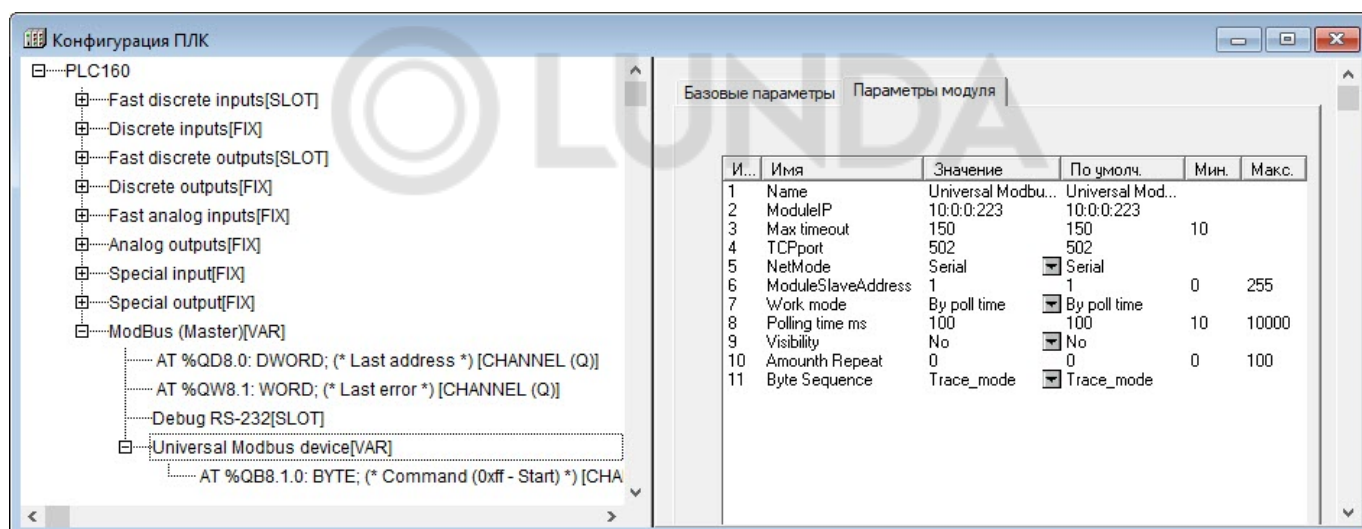 Конфигурация ПЛК
PLC160
Fast discrete inputs[SLOT]
Discrete inputs[FIX]
Fast discrete outputs[SLOT]
Discrete outputs[FIX]
Fast analog inputs[FIX]
Analog outputs[FIX]
Special input[FIX]
Special output[FIX]
ModBus (Master)[VAR]
AT %QD8.0: DWORD; (* Last address *) [CHANNEL (Q)]
AT %QW8.1: WORD; (* Last error *) [CHANNEL (Q)]
Debug RS-232[SLOT]
Universal Modbus device[VAR]
AT %QB8.1.0: BYTE; (* Command (0xff - Start) *) [CHA
LUNDA
Базовые параметры Параметры модуля
И... Имя Значение По умолч. Мин. Макс.
1 Name Universal Modbu... Universal Mod...
2 ModuleIP 10:0:0:223 10:0:0:223
3 Max timeout 150 150 10
4 TCPport 502 502
5 NetMode Serial Serial
6 ModuleSlaveAddress 1 1 0 255
7 Work mode By poll time By poll time
8 Polling time ms 100 100 10 10000
9 Visibility No No
10 Amounth Repeat 0 0 0 100
11 Byte Sequence Trace_mode Trace_mode